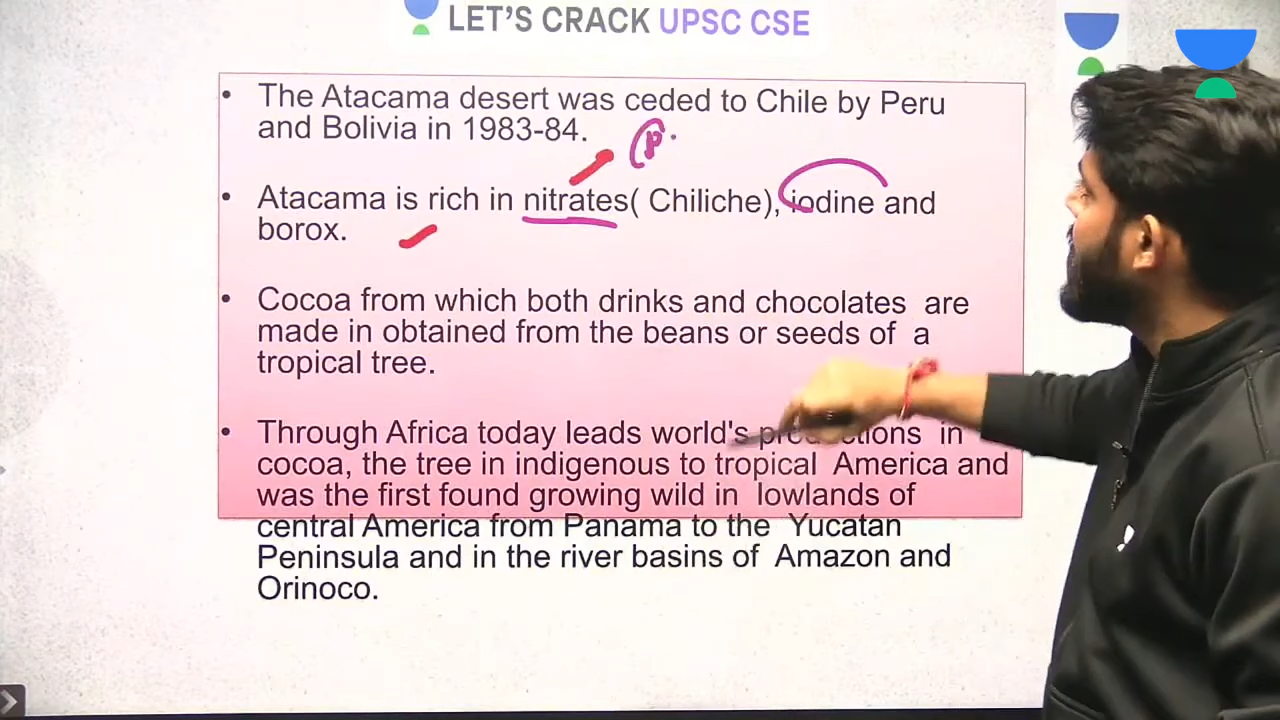 LET'S CRACK UPSC CSE
• The Atacama desert was ceded to Chile by Peru
and Bolivia in 1983-84.
• Atacama is rich in nitrates( Chiliche), iodine and
borox.
• Cocoa from which both drinks and chocolates are
made in obtained from the beans or seeds of a
tropical tree.
• Through Africa today leads world's productions in
cocoa, the tree in indigenous to tropical America and
was the first found growing wild in lowlands of
central America from Panama to the Yucatan
Peninsula and in the river basins of Amazon and
Orinoco.